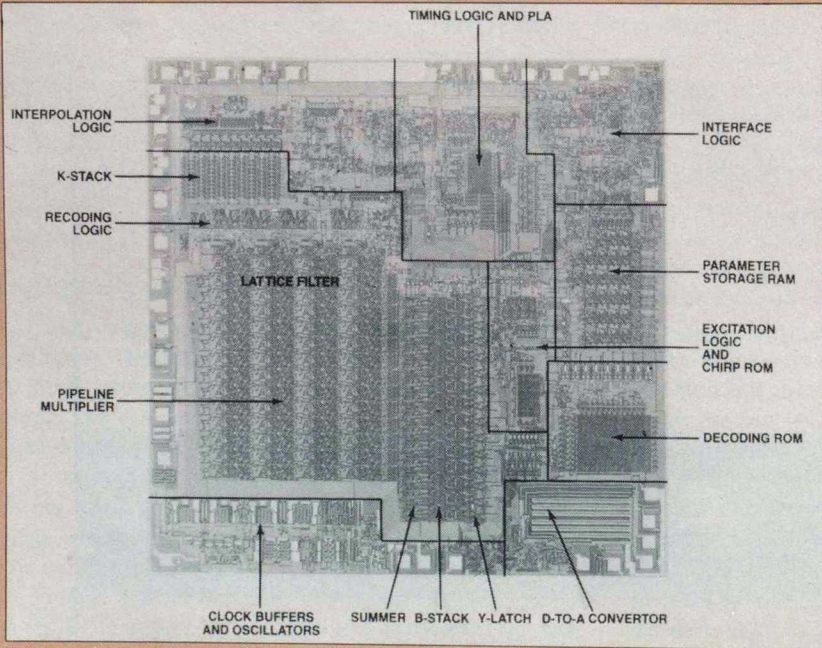 TIMING LOGIC AND PLA
INTERPOLATION
LOGIC
INTERFACE
LOGIC
K-STACK
RECODING
LOGIC
LATTICE FILTER
PARAMETER
STORAGE RAM
EXCITATION
LOGIC
AND
CHIRP ROM
PIPELINE
MULTIPLIER
DECODING ROM
CLOCK BUFFERS
AND OSCILLATORS
SUMMER
B-STACK
Y-LATCH
D-TO-A CONVERTOR